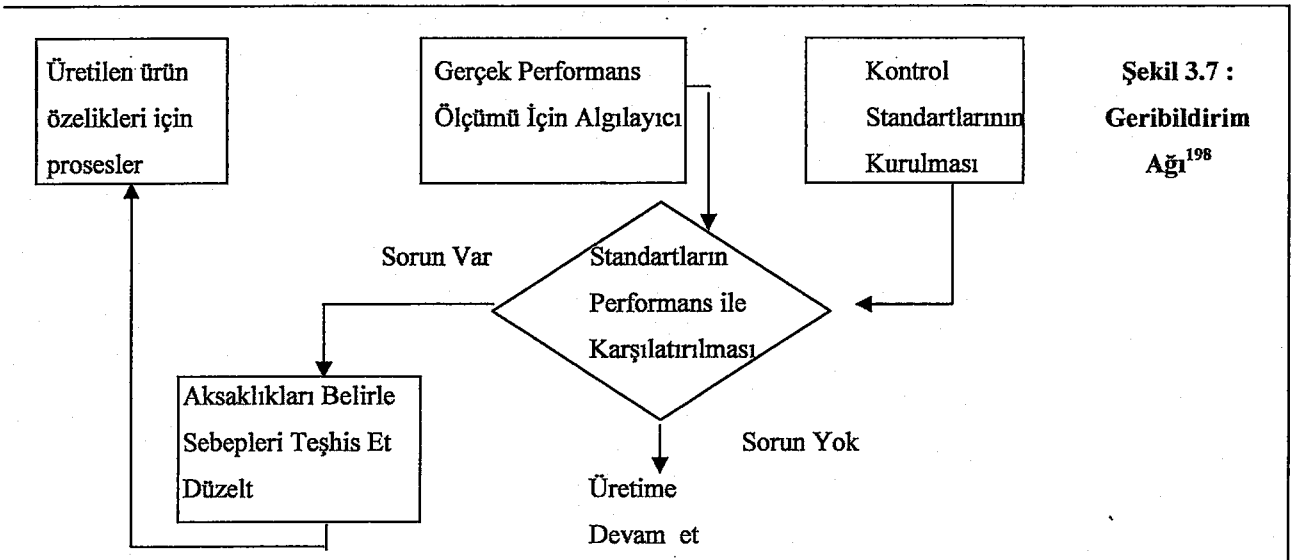 Üretilen ürün
özelikleri için
prosesler
Gerçek Performans
Ölçümü İçin Algılayıcı
Kontrol
Standartlarının
Kurulması
Şekil 3.7 :
Geribildirim
Ağı198
Sorun Var
Standartların
Performans ile
Karşılatırılması
Aksaklıkları Belirle
Sebepleri Teşhis Et
Düzelt
Sorun Yok
Üretime
Devam et